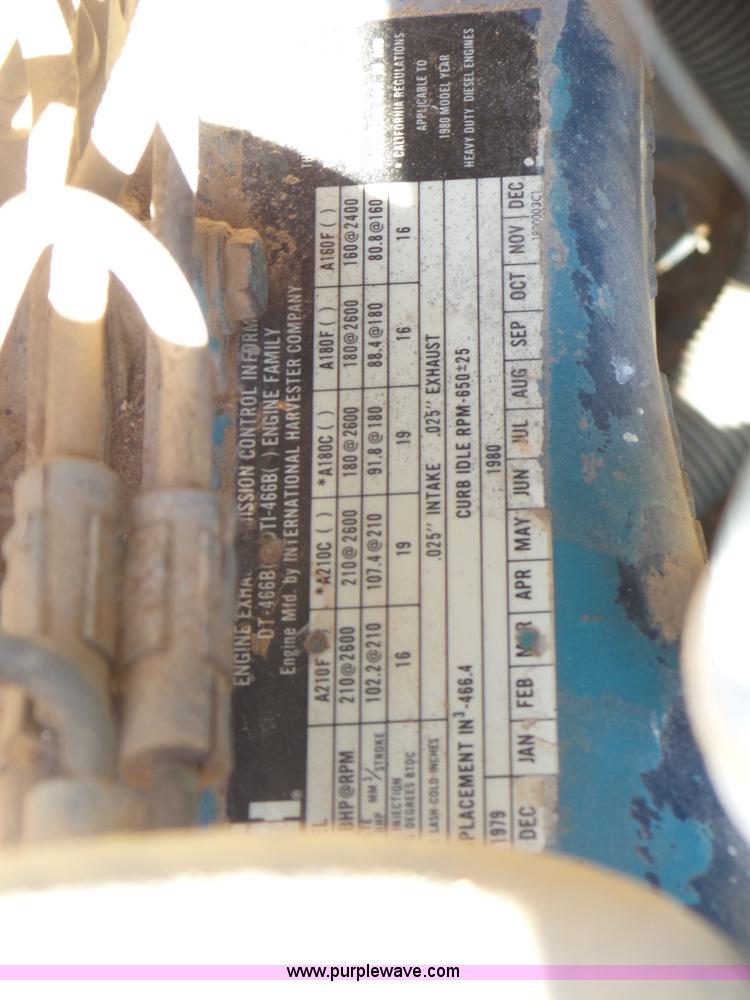 ENGINE EXHAUST EMISSION CONTROL INFORM
DT-466B( ) DTI-466B( ) ENGINE FAMILY
Engine Mfd. by INTERNATIONAL HARVESTER COMPANY
• CALIFORNIA REGULATIONS
APPLICABLE TO
1980 MODEL YEAR
HEAVY DUTY DIESEL ENGINES
A210F *A210C ( ) *A180C ( ) A180F ( ) A160F ( )
BHP@RPM 210@2600 210@2600 180@2600 180@2600 160@2400
MM³/STROKE 102.2@210 107.4@210 91.8@180 88.4@180 80.8@160
INJECTION
DEGREES BTDC 16 19 19 16 16
LASH-COLD-INCHES .025" INTAKE .025" EXHAUST
PLACEMENT IN³-466.4 CURB IDLE RPM-650±25
1979 1980
DEC JAN FEB MAR APR MAY JUN JUL AUG SEP OCT NOV DEC
www.purplewave.com